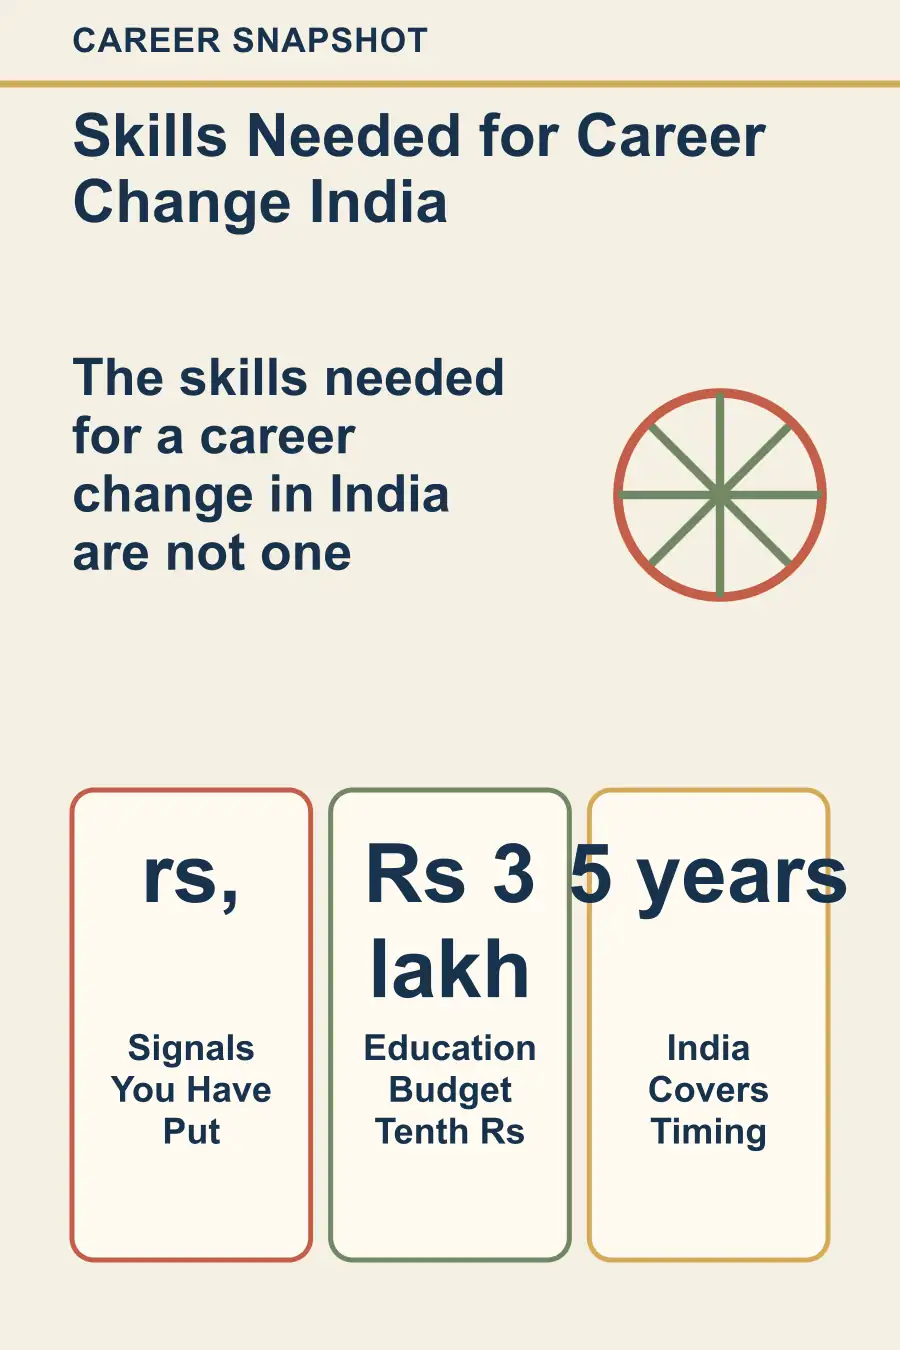 CAREER SNAPSHOT
Skills Needed for Career
Change India
The skills needed
for a career
change in India
are not one
rs,
Signals
You Have
Put
Rs 3
lakh
Education
Budget
Tenth Rs
5 years
India
Covers
Timing